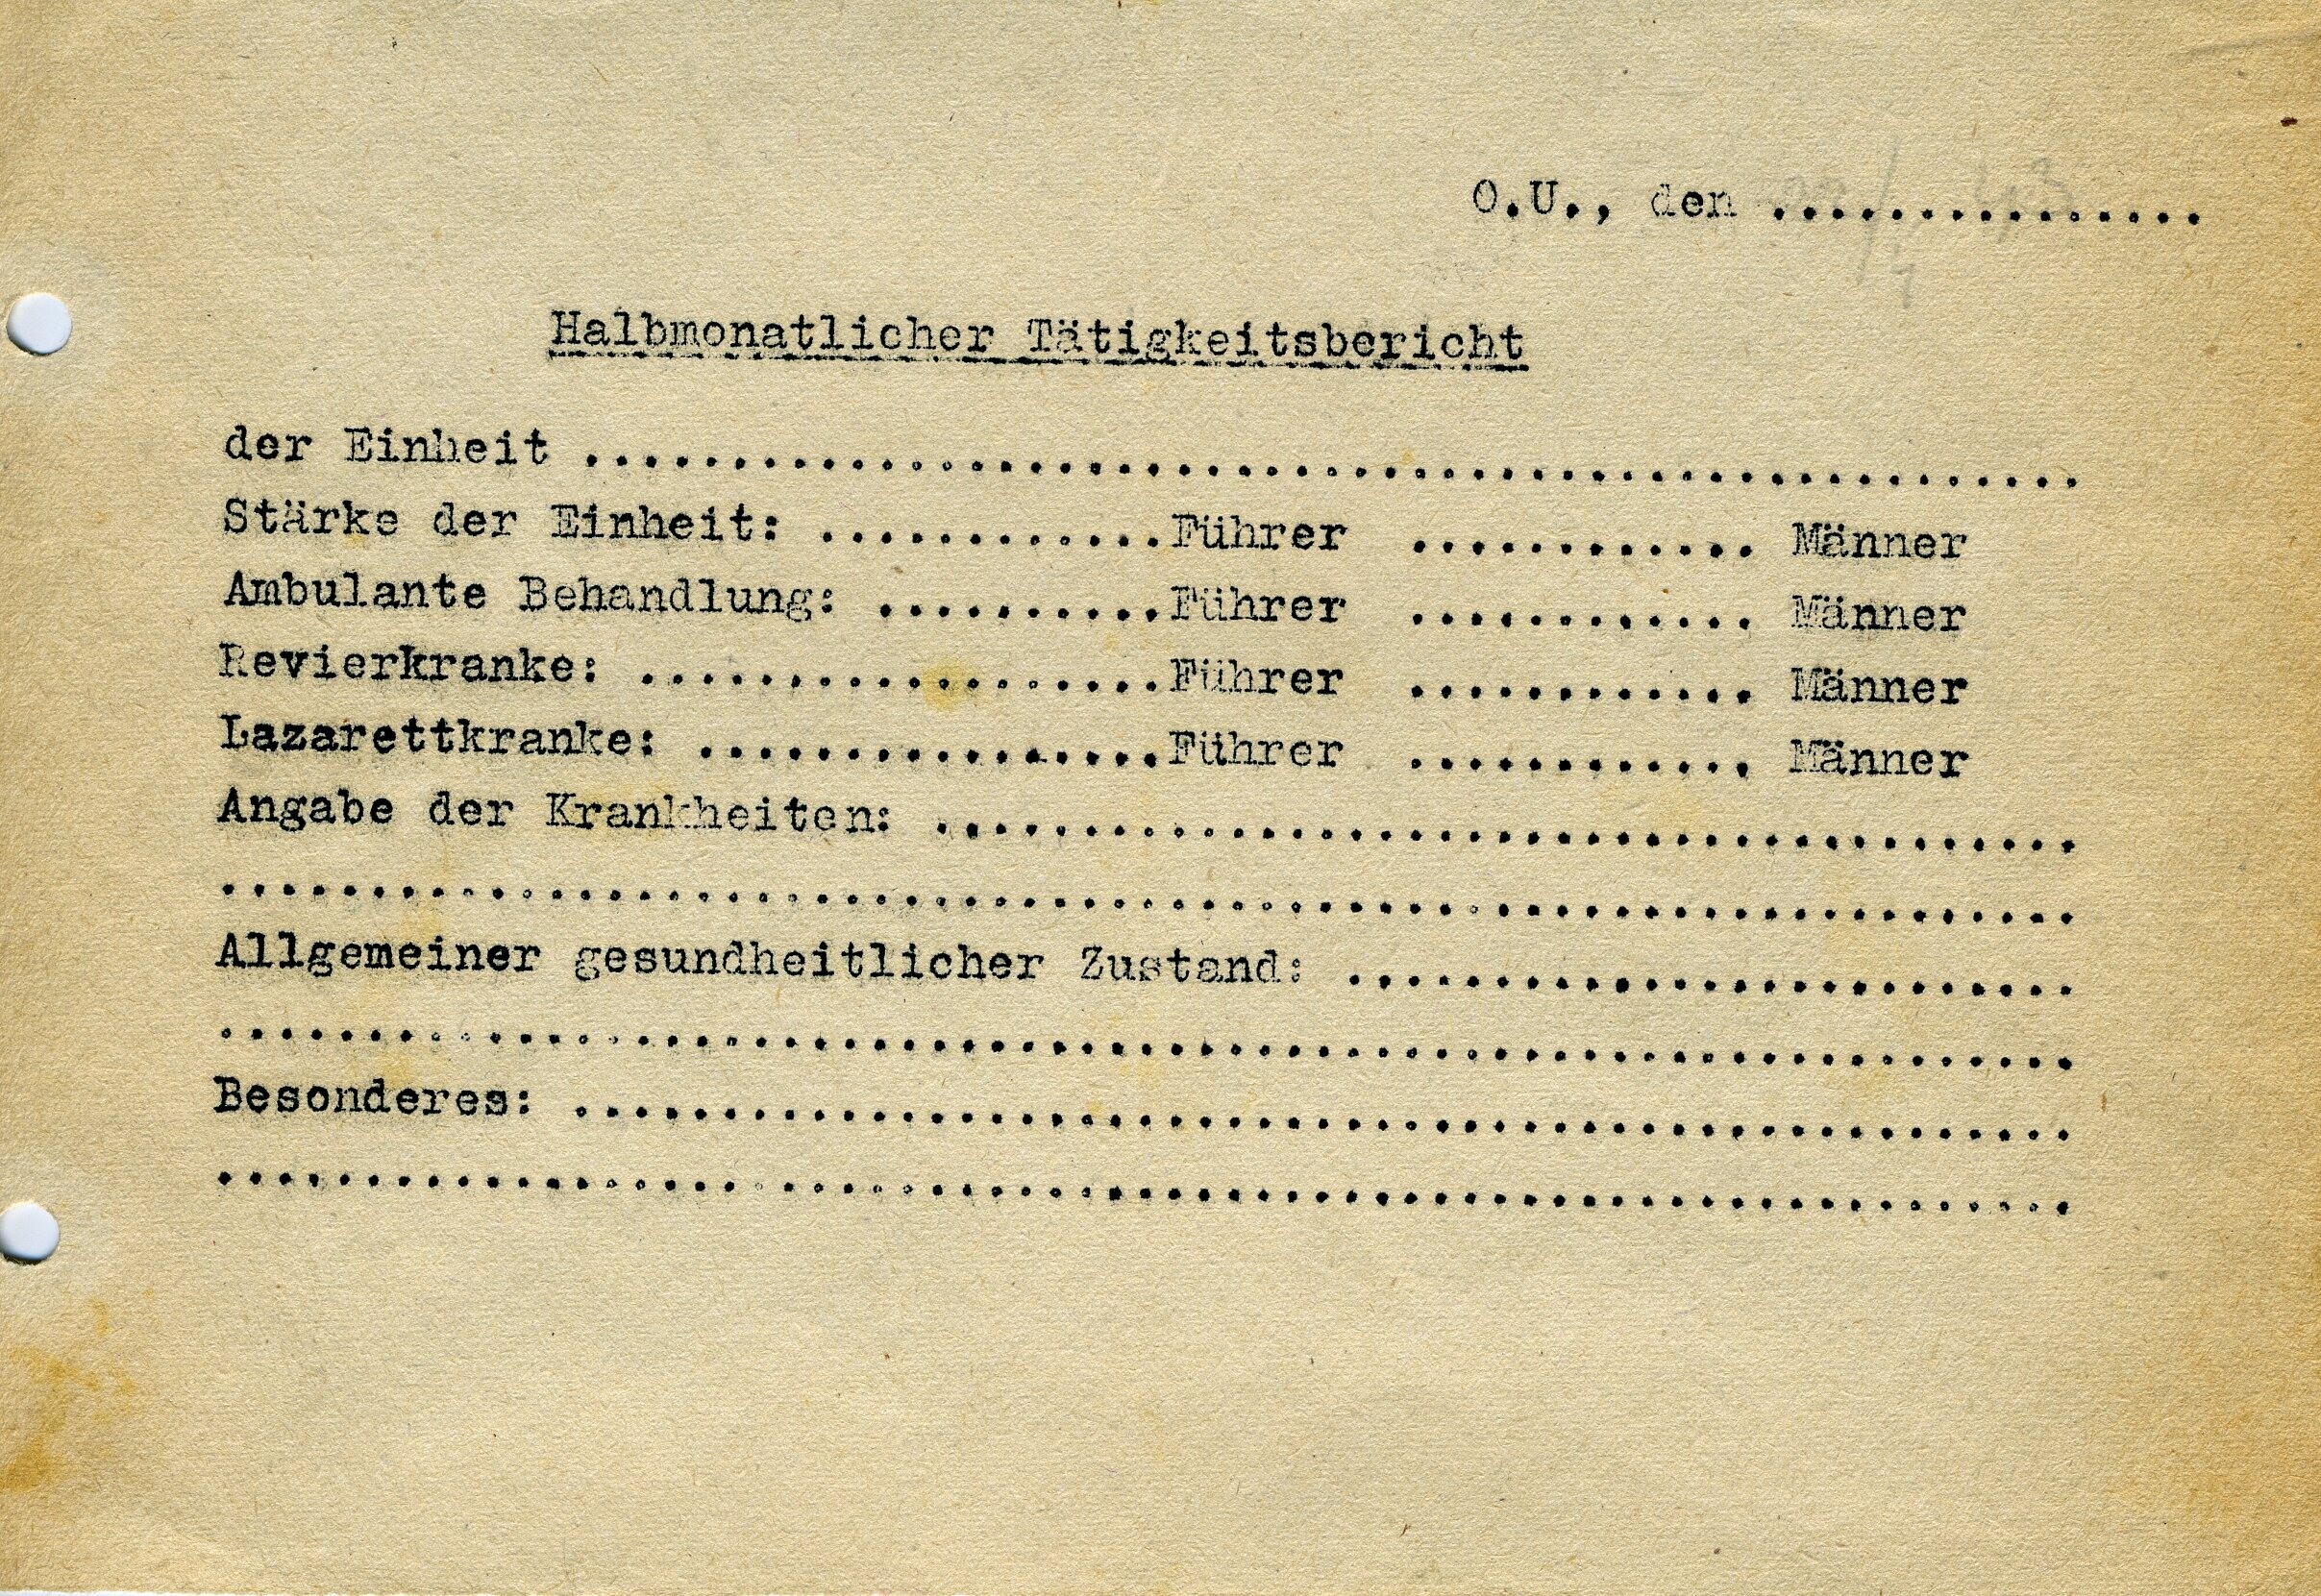 O.U., den ...............
Halbmonatlicher Tätigkeitsbericht
der Einheit ...................................................
Stärke der Einheit: ............Führer ............ Männer
Ambulante Behandlung: ..........Führer ............ Männer
Revierkranke: ..................Führer ............ Männer
Lazarettkranke: ................Führer ............ Männer
Angabe der Krankheiten: .......................................
...............................................................
Allgemeiner gesundheitlicher Zustand: .........................
...............................................................
Besonderes: ...................................................
...............................................................